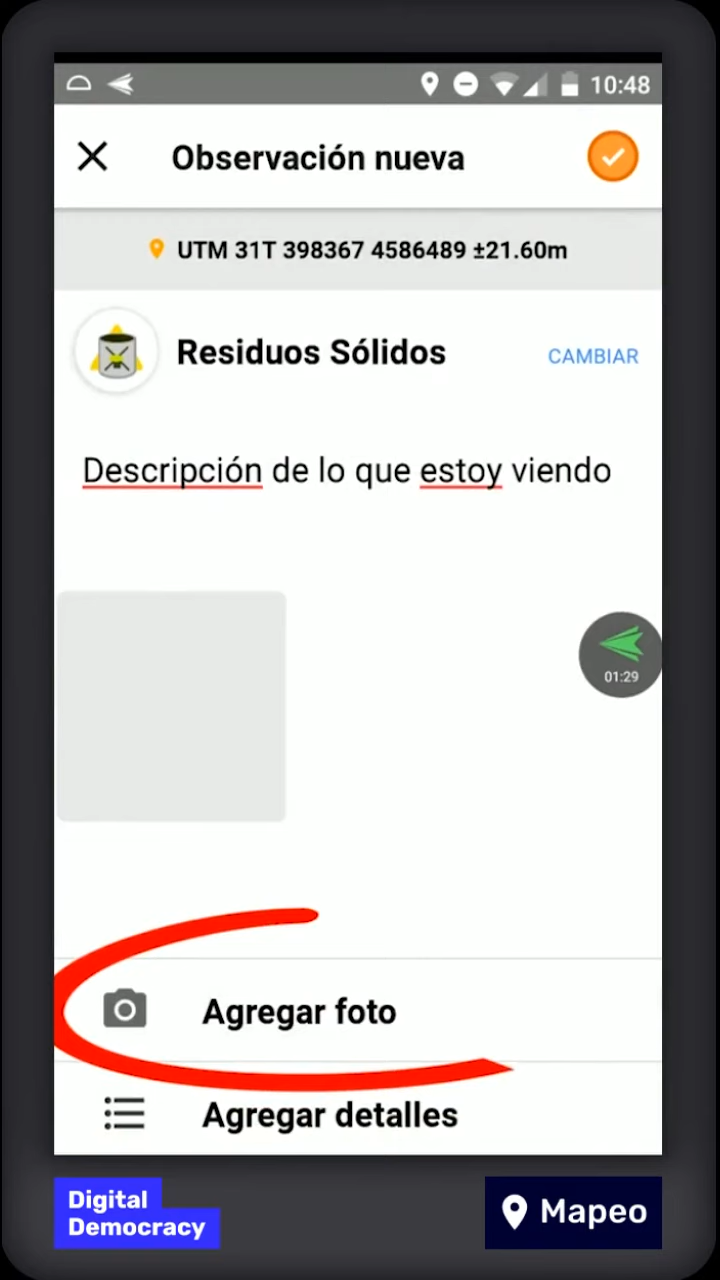 10:48
Observación nueva
UTM 31T 398367 4586489 ±21.60m
Residuos Sólidos
CAMBIAR
Descripción de lo que estoy viendo
01:29
Agregar foto
Agregar detalles
Digital
Democracy
Mapeo